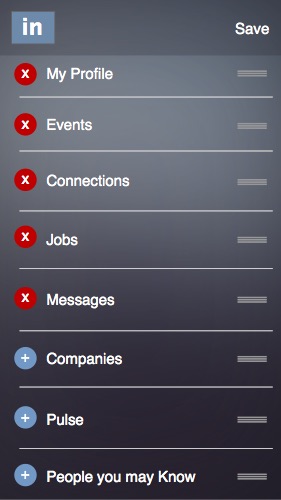 in
Save
x My Profile
x Events
x Connections
x Jobs
x Messages
+ Companies
+ Pulse
+ People you may Know